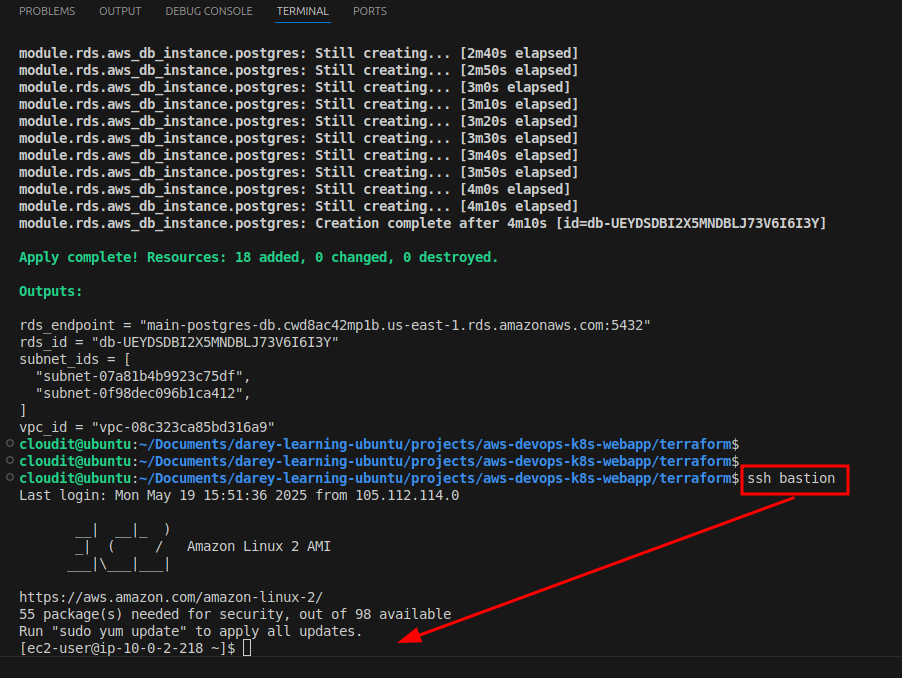 PROBLEMS OUTPUT DEBUG CONSOLE TERMINAL PORTS
module.rds.aws_db_instance.postgres: Still creating... [2m40s elapsed]
module.rds.aws_db_instance.postgres: Still creating... [2m50s elapsed]
module.rds.aws_db_instance.postgres: Still creating... [3m0s elapsed]
module.rds.aws_db_instance.postgres: Still creating... [3m10s elapsed]
module.rds.aws_db_instance.postgres: Still creating... [3m20s elapsed]
module.rds.aws_db_instance.postgres: Still creating... [3m30s elapsed]
module.rds.aws_db_instance.postgres: Still creating... [3m40s elapsed]
module.rds.aws_db_instance.postgres: Still creating... [3m50s elapsed]
module.rds.aws_db_instance.postgres: Still creating... [4m0s elapsed]
module.rds.aws_db_instance.postgres: Still creating... [4m10s elapsed]
module.rds.aws_db_instance.postgres: Creation complete after 4m10s [id=db-UEYDSDBI2X5MNDBLJ73V6I6I3Y]
Apply complete! Resources: 18 added, 0 changed, 0 destroyed.
Outputs:
rds_endpoint = "main-postgres-db.cwd8ac42mp1b.us-east-1.rds.amazonaws.com:5432"
rds_id = "db-UEYDSDBI2X5MNDBLJ73V6I6I3Y"
subnet_ids = [
  "subnet-07a81b4b9923c75df",
  "subnet-0f98dec096b1ca412",
]
vpc_id = "vpc-08c323ca85bd316a9"
cloudit@ubuntu:~/Documents/darey-learning-ubuntu/projects/aws-devops-k8s-webapp/terraform$
cloudit@ubuntu:~/Documents/darey-learning-ubuntu/projects/aws-devops-k8s-webapp/terraform$
cloudit@ubuntu:~/Documents/darey-learning-ubuntu/projects/aws-devops-k8s-webapp/terraform$ ssh bastion
Last login: Mon May 19 15:51:36 2025 from 105.112.114.0
       __|  __|_  )
       _|  (     /   Amazon Linux 2 AMI
      ___|\___|___|
https://aws.amazon.com/amazon-linux-2/
55 package(s) needed for security, out of 98 available
Run "sudo yum update" to apply all updates.
[ec2-user@ip-10-0-2-218 ~]$